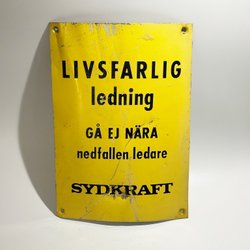 LIVSFARLIG
ledning
GÅ EJ NÄRA
nedfallen ledare
SYDKRAFT